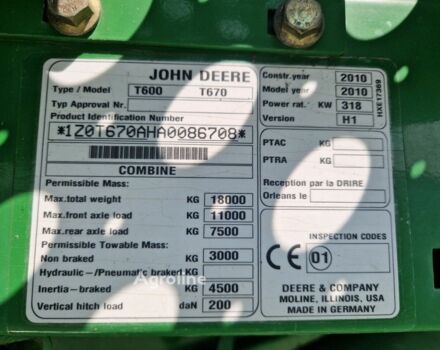 JOHN DEERE
Type / Model T600 T670
Typ Approval Nr.
Product Identification Number
*1Z0T670AHA0086708*
COMBINE
Permissible Mass:
Max.total weight KG 18000
Max.front axle load KG 11000
Max.rear axle load KG 7500
Permissible Towable Mass:
Non braked KG 3000
Hydraulic-/Pneumatic braked KG
Inertia-braked KG 4500
Vertical hitch load daN 200
Constr.year 2010
Model year 2010
Power rat. KW 318
Version H1
HXE17369
PTAC KG
PTRA KG
Reception par la DRIRE
Orleans le
INSPECTION CODES
CE 01
DEERE & COMPANY
MOLINE, ILLINOIS, USA
MADE IN GERMANY
Agroline